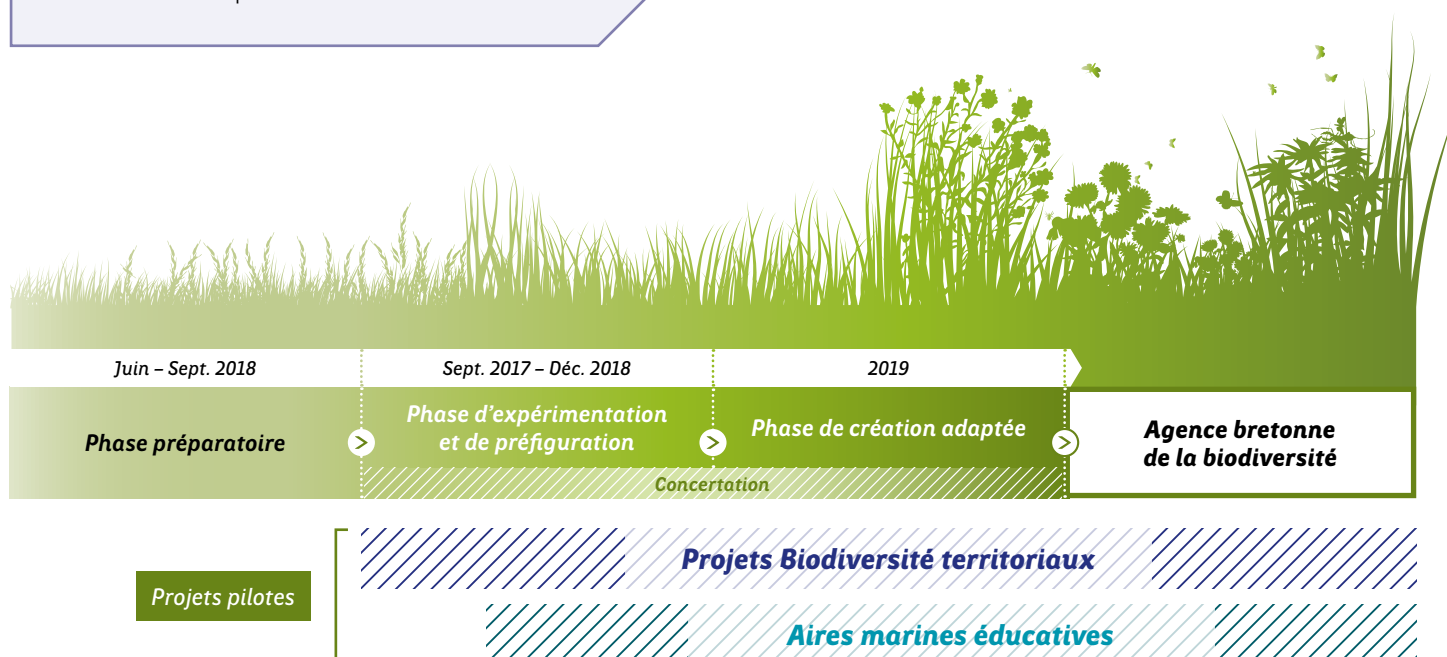 Juin – Sept. 2018
Sept. 2017 – Déc. 2018
2019
Phase préparatoire
Phase d'expérimentation
et de préfiguration
Phase de création adaptée
Agence bretonne
de la biodiversité
Concertation
Projets Biodiversité territoriaux
Projets pilotes
Aires marines éducatives